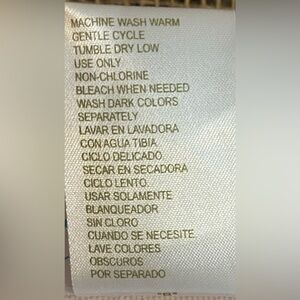 MACHINE WASH WARM
GENTLE CYCLE
TUMBLE DRY LOW
USE ONLY
NON-CHLORINE
BLEACH WHEN NEEDED
WASH DARK COLORS
SEPARATELY
LAVAR EN LAVADORA
CON AGUA TIBIA.
CICLO DELICADO
SECAR EN SECADORA
CICLO LENTO.
USAR SOLAMENTE
BLANQUEADOR
SIN CLORO
CUANDO SE NECESITE.
LAVE COLORES
OBSCUROS
POR SEPARADO